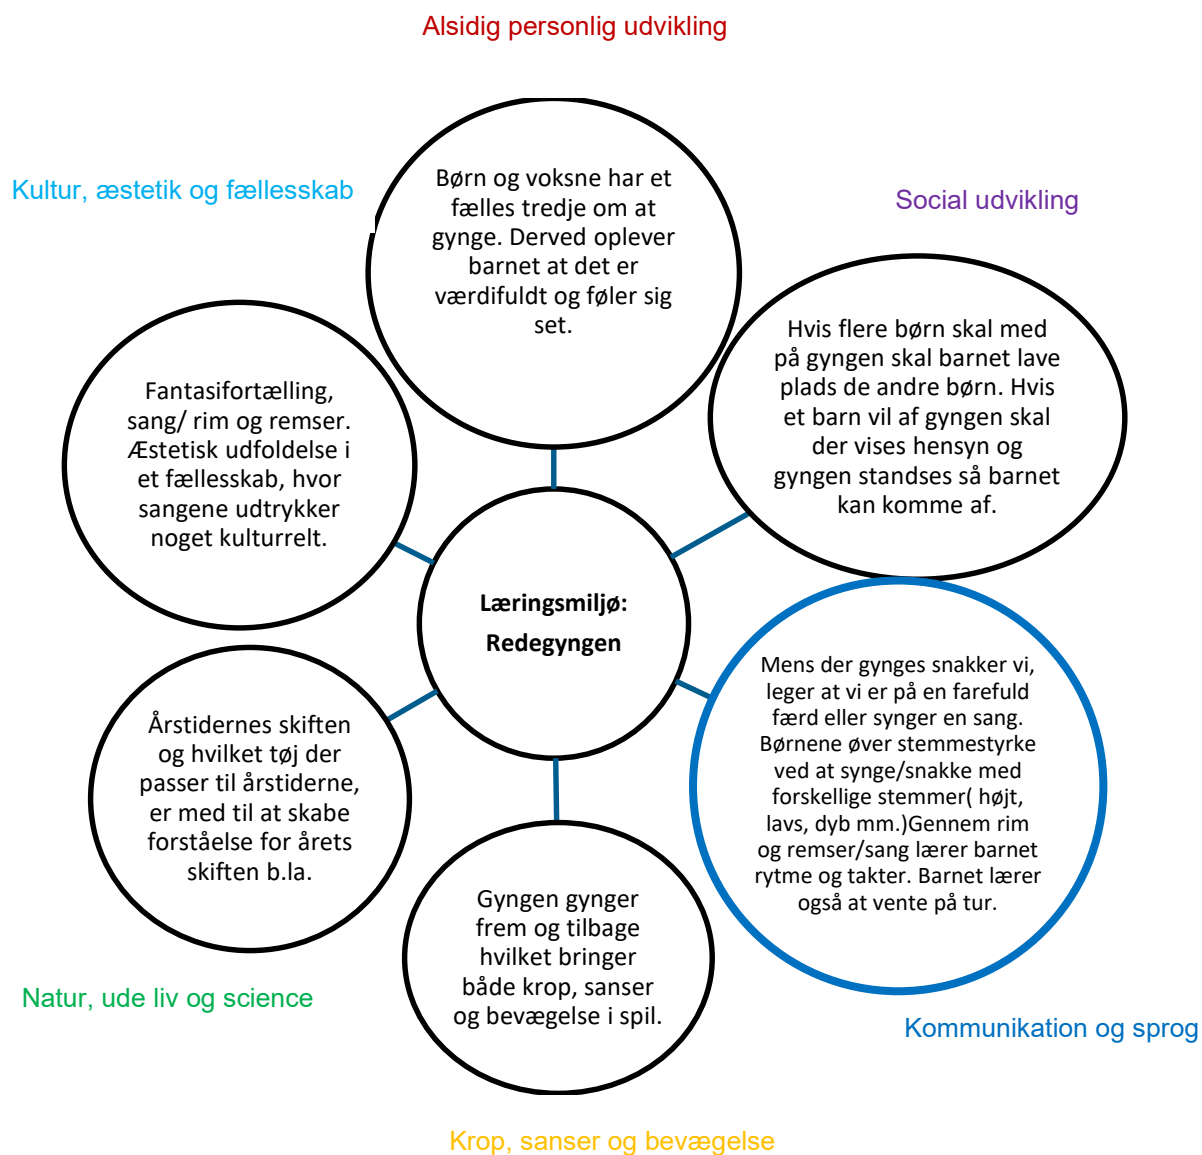 Alsidig personlig udvikling
Kultur, æstetik og fællesskab
Børn og voksne har et
fælles tredje om at
gynge. Derved oplever
barnet at det er
værdifuldt og føler sig
set.
Social udvikling
Hvis flere børn skal med
på gyngen skal barnet lave
plads de andre børn. Hvis
et barn vil af gyngen skal
der vises hensyn og
gyngen standses så barnet
kan komme af.
Fantasifortælling,
sang/ rim og remser.
Æstetisk udfoldelse i
et fællesskab, hvor
sangene udtrykker
noget kulturrelt.
Læringsmiljø:
Redegyngen
Mens der gynges snakker vi,
leger at vi er på en farefuld
færd eller synger en sang.
Børnene øver stemmestyrke
ved at synge/snakke med
forskellige stemmer( højt,
lavs, dyb mm.)Gennem rim
og remser/sang lærer barnet
rytme og takter. Barnet lærer
også at vente på tur.
Årstidernes skiften
og hvilket tøj der
passer til årstiderne,
er med til at skabe
forståelse for årets
skiften b.la.
Gyngen gynger
frem og tilbage
hvilket bringer
både krop, sanser
og bevægelse i spil.
Natur, ude liv og science
Kommunikation og sprog
Krop, sanser og bevægelse